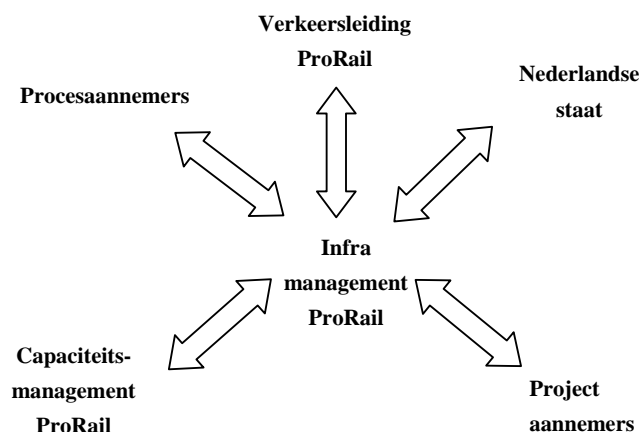 Verkeersleiding
ProRail
Nederlandse
staat
Procesaannemers
Infra
management
ProRail
Capaciteits-
management
ProRail
Project
aannemers